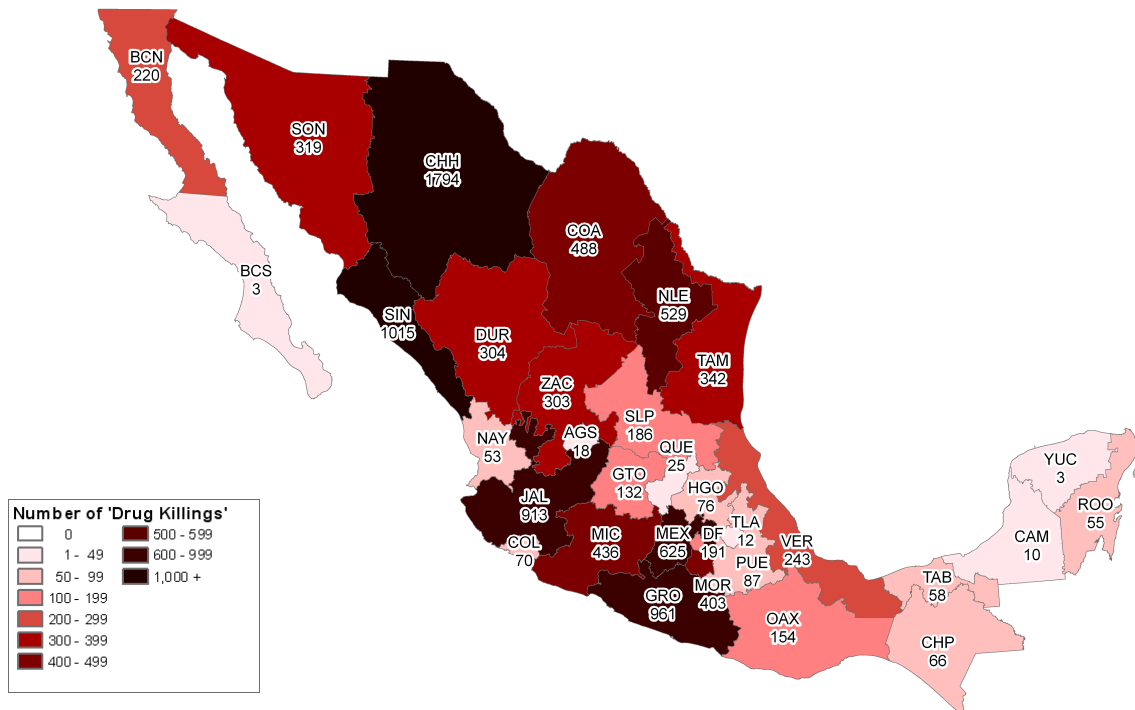 BCN
220
SON
319
CHH
1794
COA
488
BCS
3
NLE
529
SIN
1015
DUR
304
TAM
342
ZAC
303
SLP
186
NAY
53
AGS
18
QUE
25
GTO
132
HGO
76
YUC
3
ROO
55
JAL
913
TLA
12
CAM
10
COL
70
MIC
436
MEX
625
DF
191
VER
243
PUE
87
TAB
58
MOR
403
GRO
961
OAX
154
CHP
66
Number of 'Drug Killings'
0
1 - 49
50 - 99
100 - 199
200 - 299
300 - 399
400 - 499
500 - 599
600 - 999
1,000 +